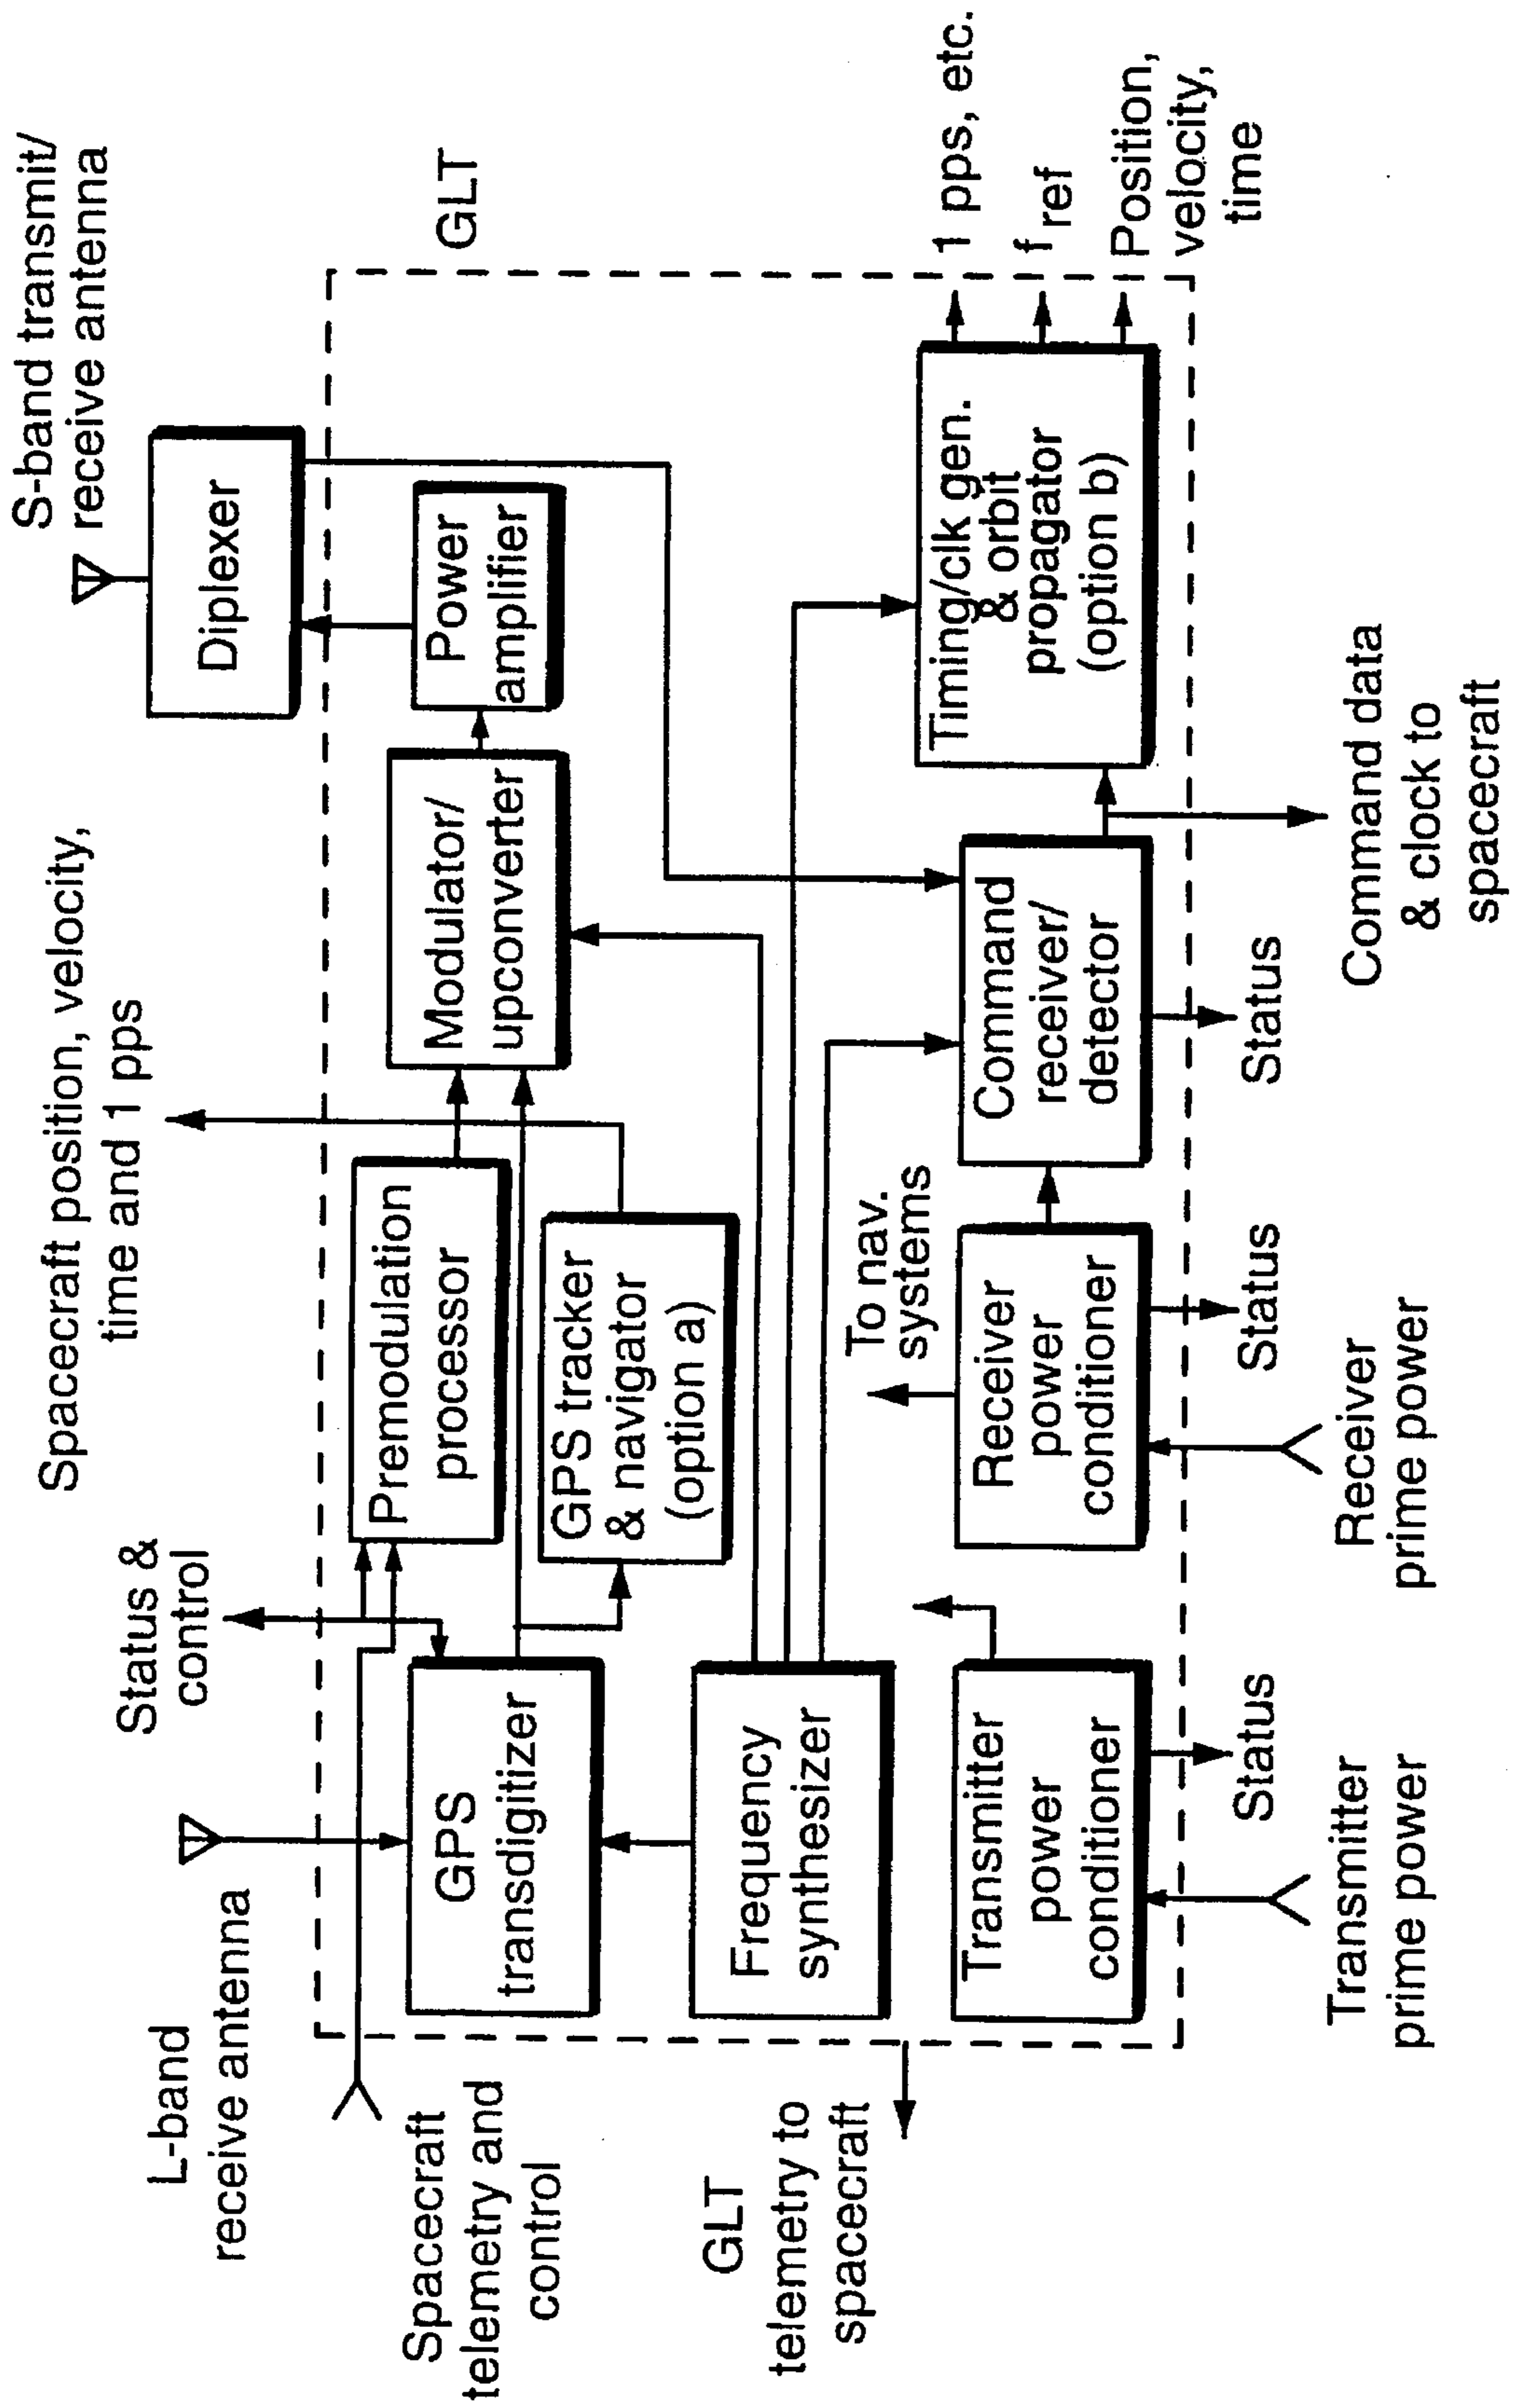 S-band transmit/
receive antenna
Diplexer
GLT
Spacecraft position, velocity,
time and 1 pps
Status &
control
L-band
receive antenna
Spacecraft
telemetry and
control
Premodulation
processor
Modulator/
upconverter
Power
amplifier
GPS
transdigitizer
GPS tracker
& navigator
(option a)
GLT
telemetry to
spacecraft
Frequency
synthesizer
To nav.
systems
Transmitter
power
conditioner
Receiver
power
conditioner
Command
receiver/
detector
Timing/clk gen.
& orbit
propagator
(option b)
1 pps, etc.
f ref
Position,
velocity,
time
Status
Status
Status
Transmitter
prime power
Receiver
prime power
Command data
& clock to
spacecraft